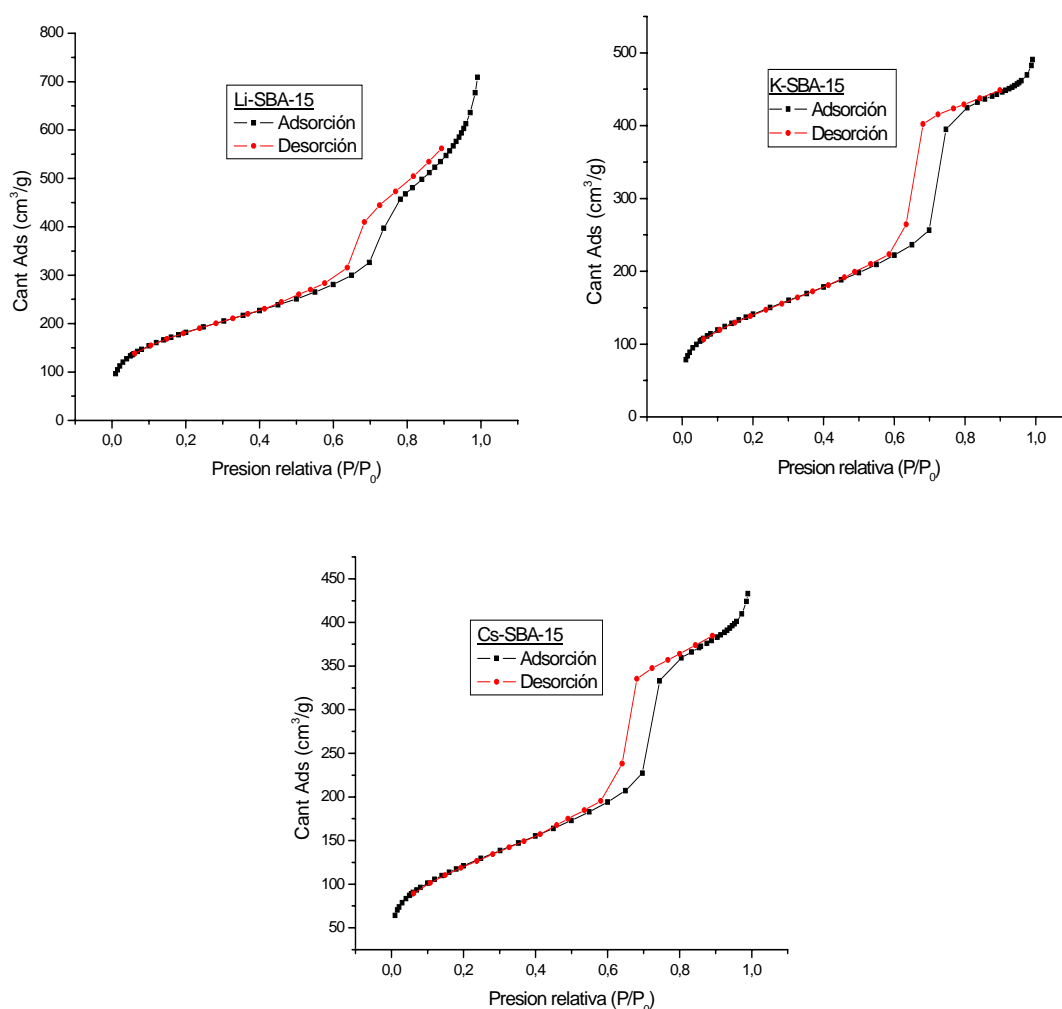 800
700
600
500
400
300
200
100
0
Cant Ads (cm³/g)
Li-SBA-15
Adsorción
Desorción
0,0 0,2 0,4 0,6 0,8 1,0
Presion relativa (P/P₀)
500
400
300
200
100
0
Cant Ads (cm³/g)
K-SBA-15
Adsorción
Desorción
0,0 0,2 0,4 0,6 0,8 1,0
Presion relativa (P/P₀)
450
400
350
300
250
200
150
100
50
Cant Ads (cm³/g)
Cs-SBA-15
Adsorción
Desorción
0,0 0,2 0,4 0,6 0,8 1,0
Presion relativa (P/P₀)